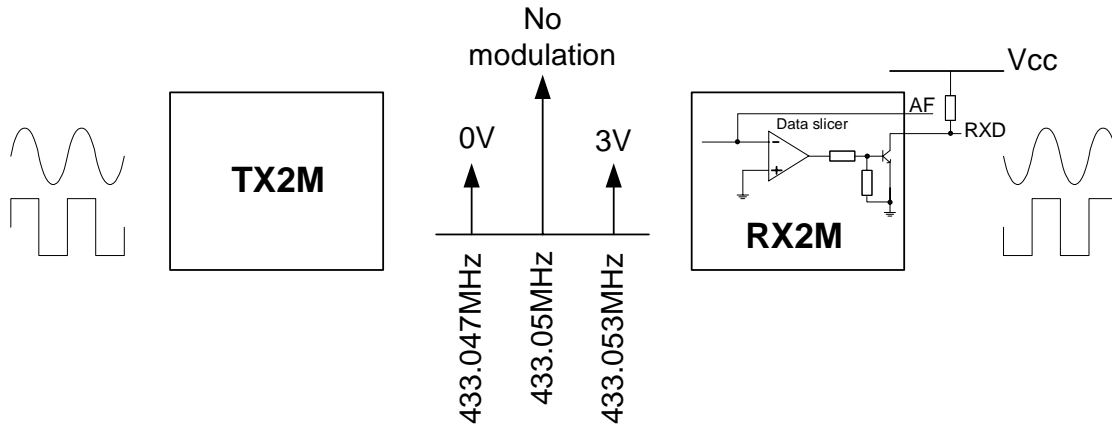 No
modulation
Vcc
AF
Data slicer
RXD
0V
3V
TX2M
RX2M
433.047MHz
433.05MHz
433.053MHz